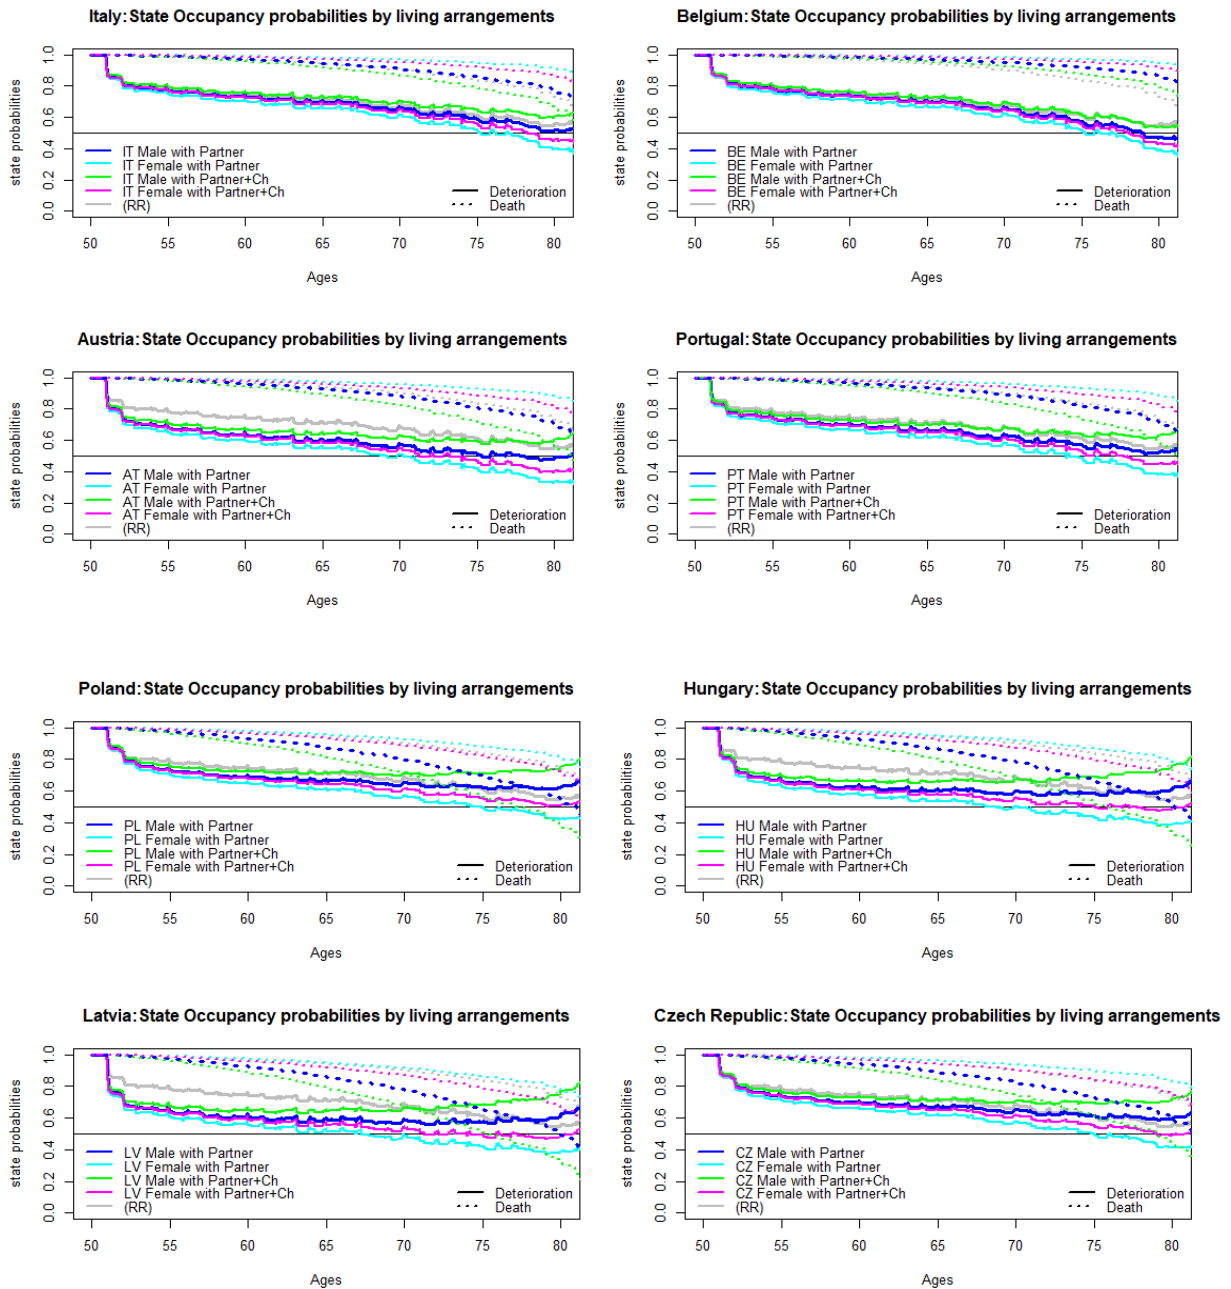 Italy:State Occupancy probabilities by living arrangements
state probabilities
1.0
0.8
0.6
0.4
0.2
0.0
IT Male with Partner
IT Female with Partner
IT Male with Partner+Ch
IT Female with Partner+Ch
(RR)
Deterioration
Death
50 55 60 65 70 75 80
Ages
Belgium:State Occupancy probabilities by living arrangements
state probabilities
1.0
0.8
0.6
0.4
0.2
0.0
BE Male with Partner
BE Female with Partner
BE Male with Partner+Ch
BE Female with Partner+Ch
(RR)
Deterioration
Death
50 55 60 65 70 75 80
Ages
Austria:State Occupancy probabilities by living arrangements
state probabilities
1.0
0.8
0.6
0.4
0.2
0.0
AT Male with Partner
AT Female with Partner
AT Male with Partner+Ch
AT Female with Partner+Ch
(RR)
Deterioration
Death
50 55 60 65 70 75 80
Ages
Portugal:State Occupancy probabilities by living arrangements
state probabilities
1.0
0.8
0.6
0.4
0.2
0.0
PT Male with Partner
PT Female with Partner
PT Male with Partner+Ch
PT Female with Partner+Ch
(RR)
Deterioration
Death
50 55 60 65 70 75 80
Ages
Poland:State Occupancy probabilities by living arrangements
state probabilities
1.0
0.8
0.6
0.4
0.2
0.0
PL Male with Partner
PL Female with Partner
PL Male with Partner+Ch
PL Female with Partner+Ch
(RR)
Deterioration
Death
50 55 60 65 70 75 80
Ages
Hungary:State Occupancy probabilities by living arrangements
state probabilities
1.0
0.8
0.6
0.4
0.2
0.0
HU Male with Partner
HU Female with Partner
HU Male with Partner+Ch
HU Female with Partner+Ch
(RR)
Deterioration
Death
50 55 60 65 70 75 80
Ages
Latvia:State Occupancy probabilities by living arrangements
state probabilities
1.0
0.8
0.6
0.4
0.2
0.0
LV Male with Partner
LV Female with Partner
LV Male with Partner+Ch
LV Female with Partner+Ch
(RR)
Deterioration
Death
50 55 60 65 70 75 80
Ages
Czech Republic:State Occupancy probabilities by living arrangements
state probabilities
1.0
0.8
0.6
0.4
0.2
0.0
CZ Male with Partner
CZ Female with Partner
CZ Male with Partner+Ch
CZ Female with Partner+Ch
(RR)
Deterioration
Death
50 55 60 65 70 75 80
Ages